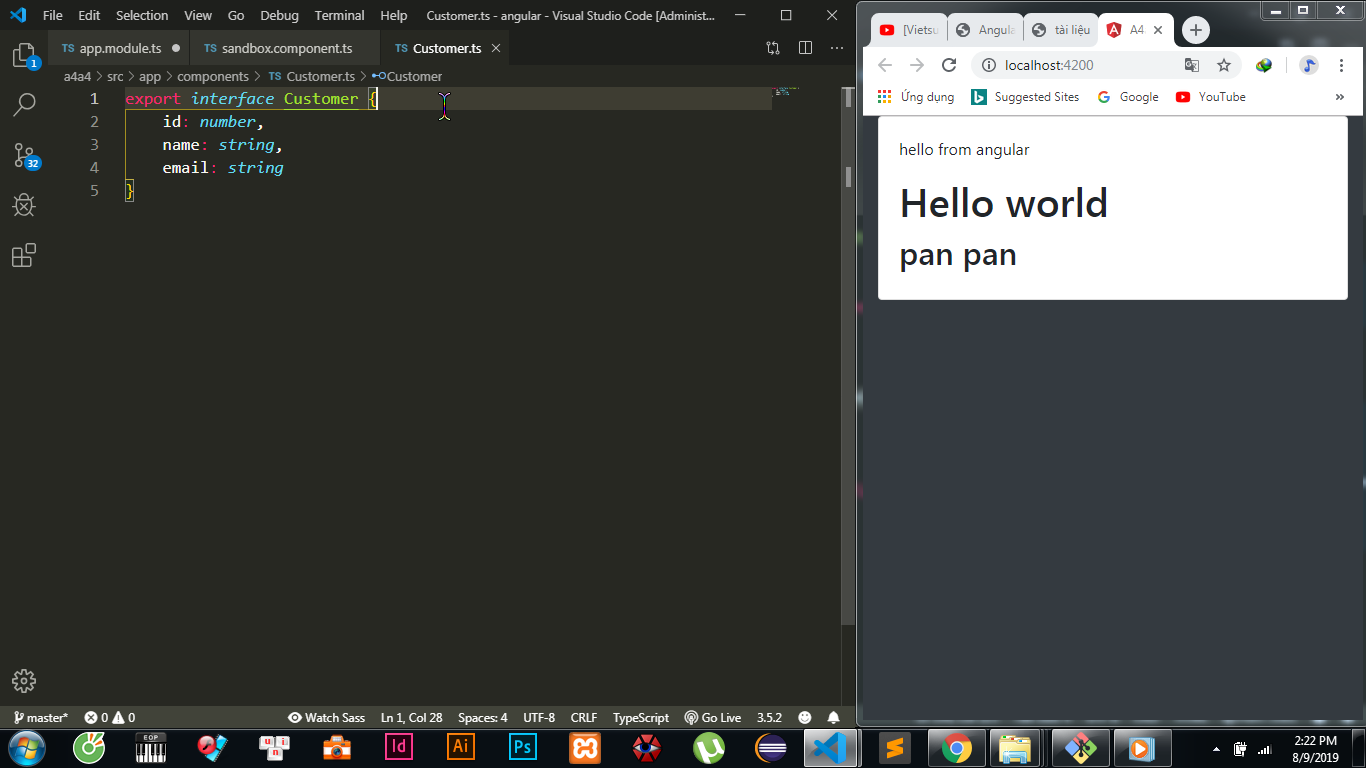 File Edit Selection View Go Debug Terminal Help Customer.ts - angular - Visual Studio Code [Administ...
TS app.module.ts
TS sandbox.component.ts
TS Customer.ts
a4a4 > src > app > components > TS Customer.ts > Customer
1 export interface Customer {
2 id: number,
3 name: string,
4 email: string
5 }
1
32
master* 0 0 Watch Sass Ln 1, Col 28 Spaces: 4 UTF-8 CRLF TypeScript Go Live 3.5.2
[Vietsu
Angula
tài liệu
A4
localhost:4200
Ứng dụng Suggested Sites Google YouTube »
hello from angular
Hello world
pan pan
EOP
u n i n
Id
Ai
Ps
2:22 PM
8/9/2019